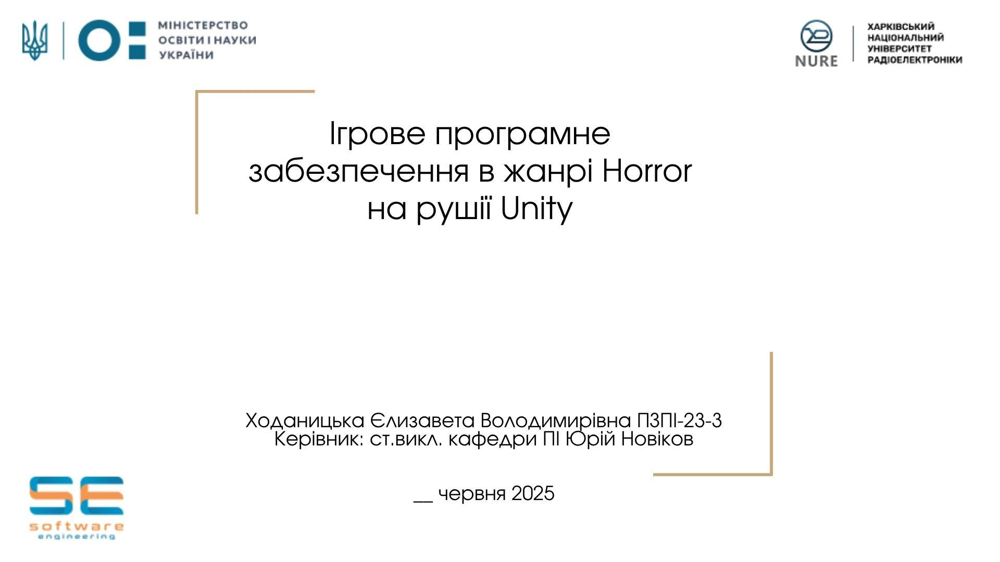 МІНІСТЕРСТВО
ОСВІТИ І НАУКИ
УКРАЇНИ
NURE
ХАРКІВСЬКИЙ
НАЦІОНАЛЬНИЙ
УНІВЕРСИТЕТ
РАДІОЕЛЕКТРОНІКИ
Ігрове програмне
забезпечення в жанрі Horror
на рушії Unity
Ходаницька Єлизавета Володимирівна ПЗПІ-23-3
Керівник: ст.викл. кафедри ПІ Юрій Новіков
__ червня 2025
SE
software
engineering